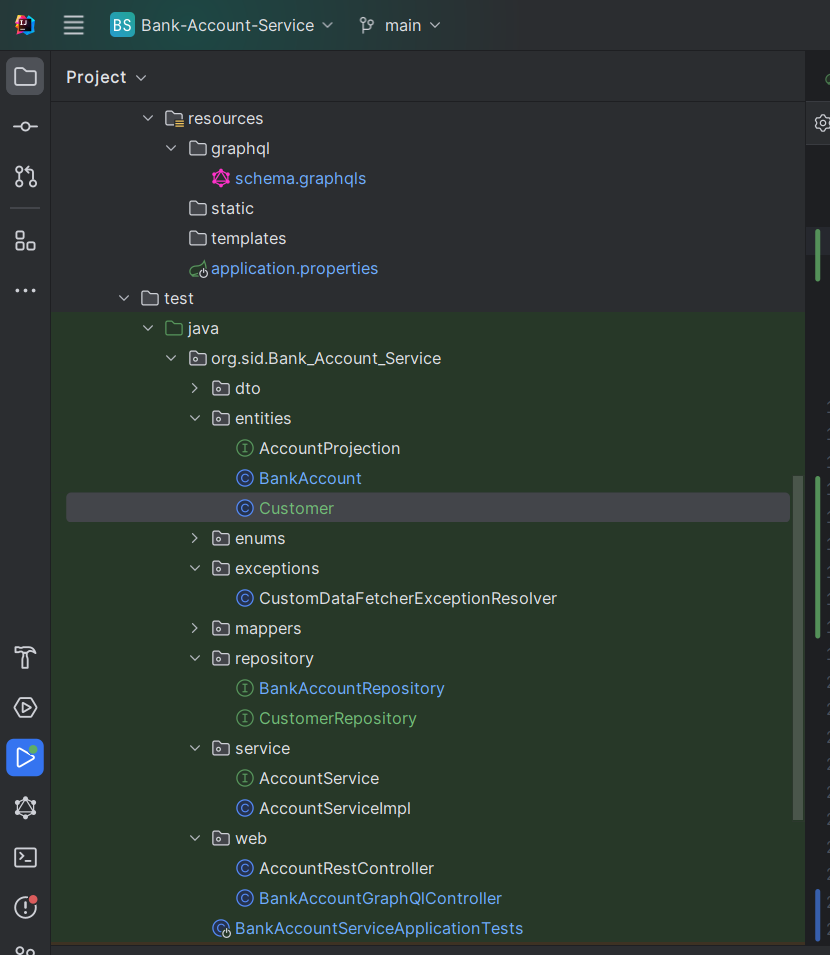 BS Bank-Account-Service main
Project
resources
graphql
schema.graphqls
static
templates
application.properties
test
java
org.sid.Bank_Account_Service
dto
entities
AccountProjection
BankAccount
Customer
enums
exceptions
CustomDataFetcherExceptionResolver
mappers
repository
BankAccountRepository
CustomerRepository
service
AccountService
AccountServiceImpl
web
AccountRestController
BankAccountGraphQlController
BankAccountServiceApplicationTests